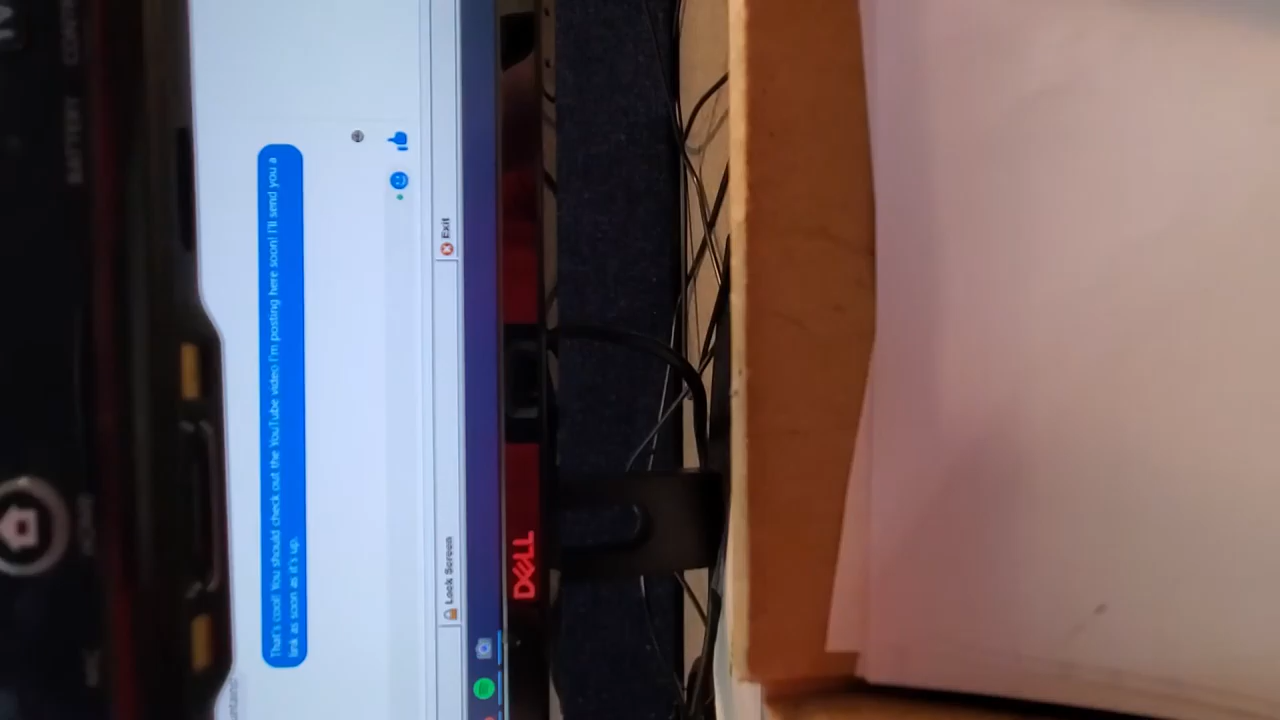 That's cool! You should check out the YouTube video I'm posting here soon! I'll send you a
link as soon as it's up.
Lock Screen
Exit
DELL
BATTERY